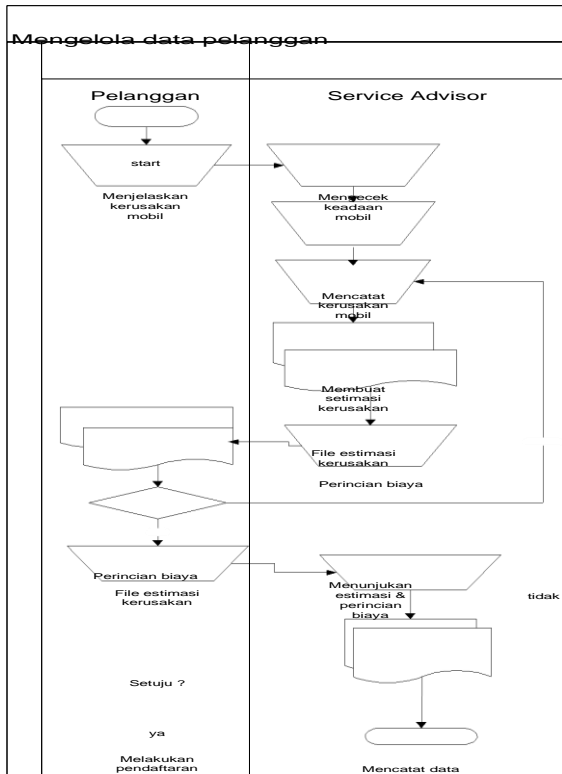 Mengelola data pelanggan
Pelanggan
Service Advisor
start
Menjelaskan
kerusakan
mobil
Mengecek
keadaan
mobil
Mencatat
kerusakan
mobil
Membuat
setimasi
kerusakan
File estimasi
kerusakan
Perincian biaya
Perincian biaya
File estimasi
kerusakan
Menunjukan
estimasi &
perincian
biaya
tidak
Setuju ?
ya
Melakukan
pendaftaran
Mencatat data